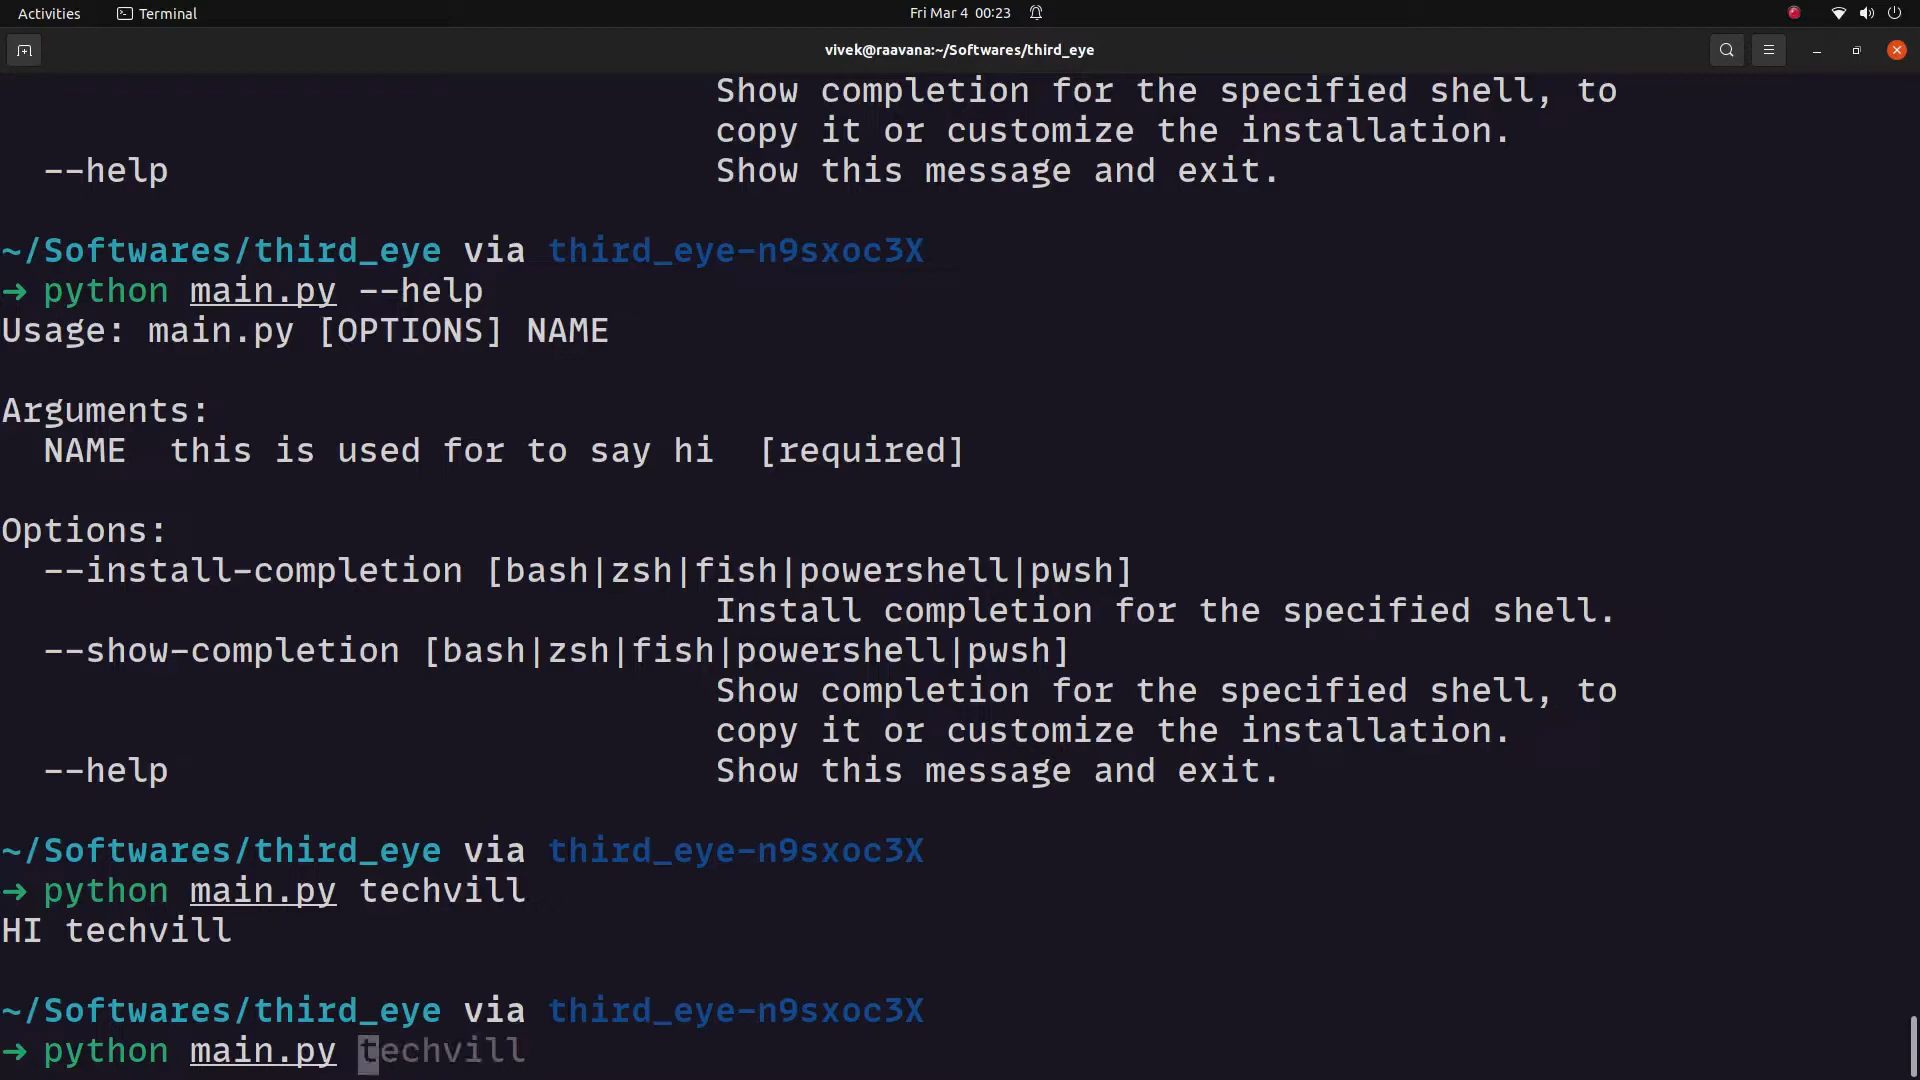 Activities Terminal Fri Mar 4 00:23
vivek@raavana:~/Softwares/third_eye
Show completion for the specified shell, to
copy it or customize the installation.
--help Show this message and exit.
~/Softwares/third_eye via third_eye-n9sxoc3X
→ python main.py --help
Usage: main.py [OPTIONS] NAME
Arguments:
NAME this is used for to say hi [required]
Options:
--install-completion [bash|zsh|fish|powershell|pwsh]
Install completion for the specified shell.
--show-completion [bash|zsh|fish|powershell|pwsh]
Show completion for the specified shell, to
copy it or customize the installation.
--help Show this message and exit.
~/Softwares/third_eye via third_eye-n9sxoc3X
→ python main.py techvill
HI techvill
~/Softwares/third_eye via third_eye-n9sxoc3X
→ python main.py techvill